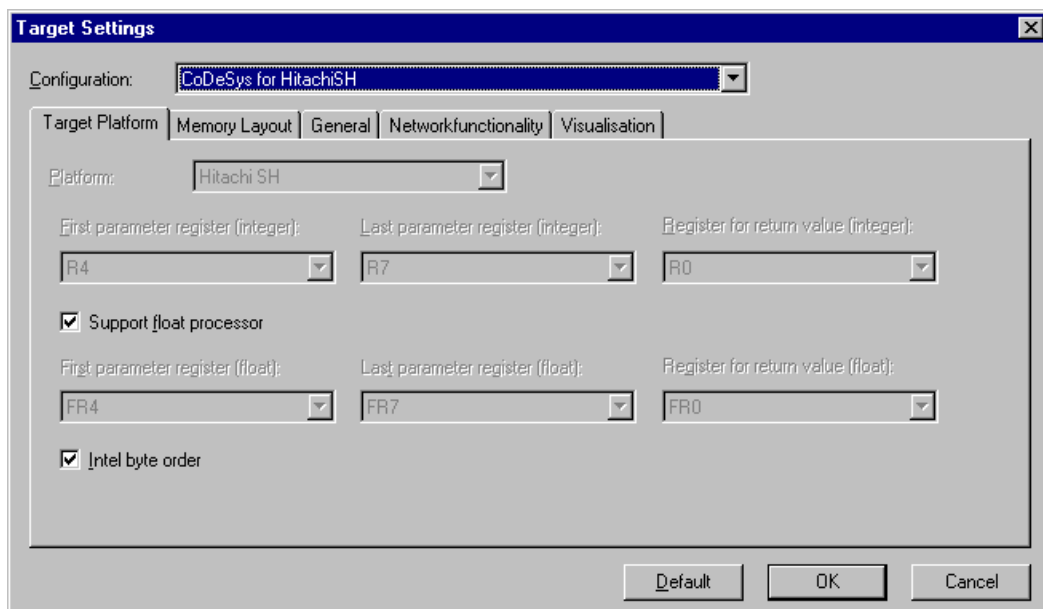 Target Settings
Configuration: CoDeSys for HitachiSH
Target Platform Memory Layout General Networkfunctionality Visualisation
Platform: Hitachi SH
First parameter register (integer): Last parameter register (integer): Register for return value (integer):
R4 R7 R0
Support float processor
First parameter register (float): Last parameter register (float): Register for return value (float):
FR4 FR7 FR0
Intel byte order
Default OK Cancel